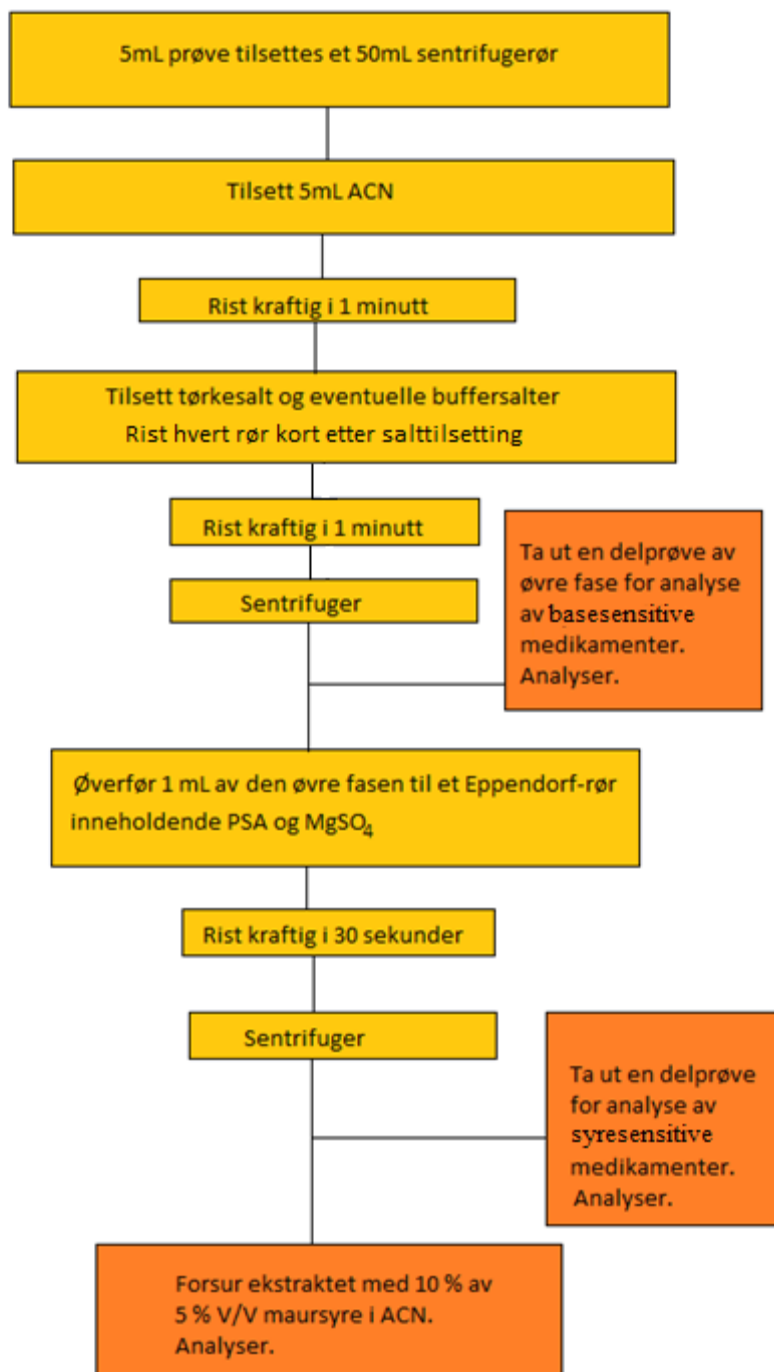 5mL prøve tilsettes et 50mL sentrifugerør
Tilsett 5mL ACN
Rist kraftig i 1 minutt
Tilsett tørkesalt og eventuelle buffersalter
Rist hvert rør kort etter salttilsetting
Rist kraftig i 1 minutt
Sentrifuger
Ta ut en delprøve av
øvre fase for analyse
av basesensitive
medikamenter.
Analyser.
Øverfør 1 mL av den øvre fasen til et Eppendorf-rør
inneholdende PSA og MgSO₄
Rist kraftig i 30 sekunder
Sentrifuger
Ta ut en delprøve
for analyse av
syresensitive
medikamenter.
Analyser.
Forsur ekstraktet med 10 % av
5 % V/V maursyre i ACN.
Analyser.